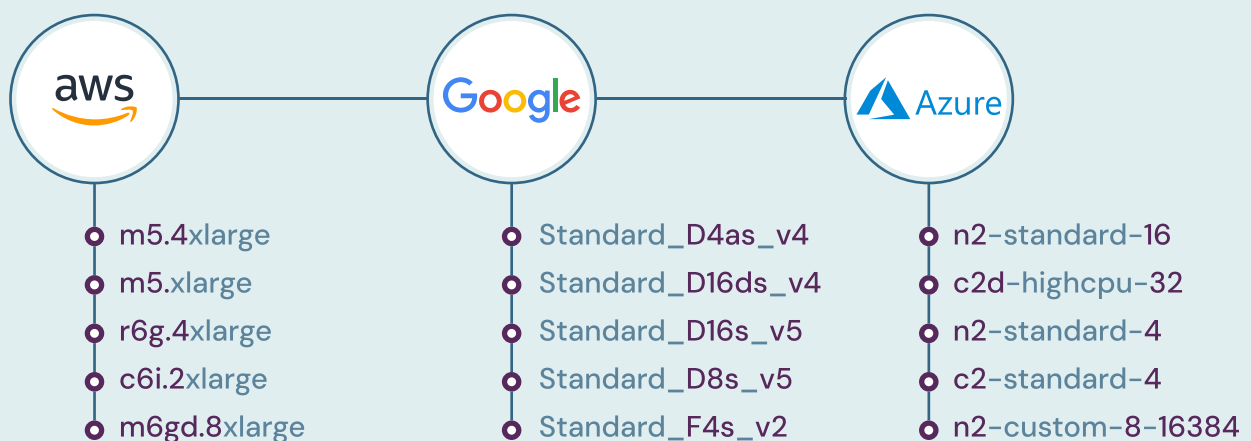 aws
m5.4xlarge
m5.xlarge
r6g.4xlarge
c6i.2xlarge
m6gd.8xlarge
Google
Standard_D4as_v4
Standard_D16ds_v4
Standard_D16s_v5
Standard_D8s_v5
Standard_F4s_v2
Azure
n2-standard-16
c2d-highcpu-32
n2-standard-4
c2-standard-4
n2-custom-8-16384